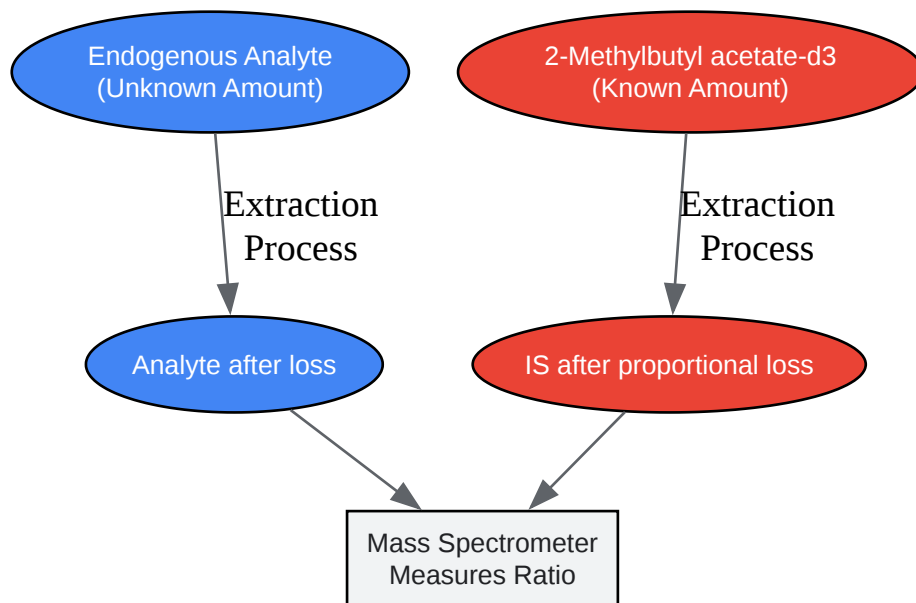 Endogenous Analyte
(Unknown Amount)
2-Methylbutyl acetate-d3
(Known Amount)
Extraction
Process
Extraction
Process
Analyte after loss
IS after proportional loss
Mass Spectrometer
Measures Ratio